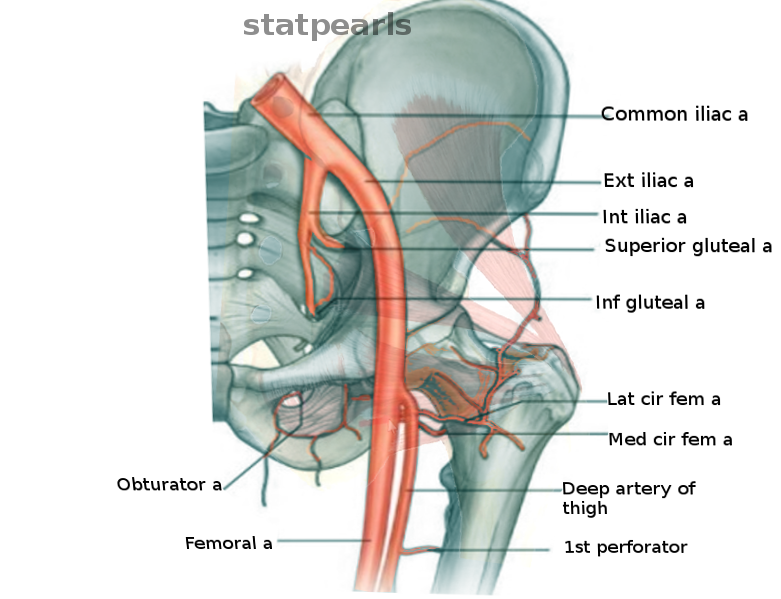 statpearls
Common iliac a
Ext iliac a
Int iliac a
Superior gluteal a
Inf gluteal a
Lat cir fem a
Med cir fem a
Obturator a
Deep artery of
thigh
Femoral a
1st perforator